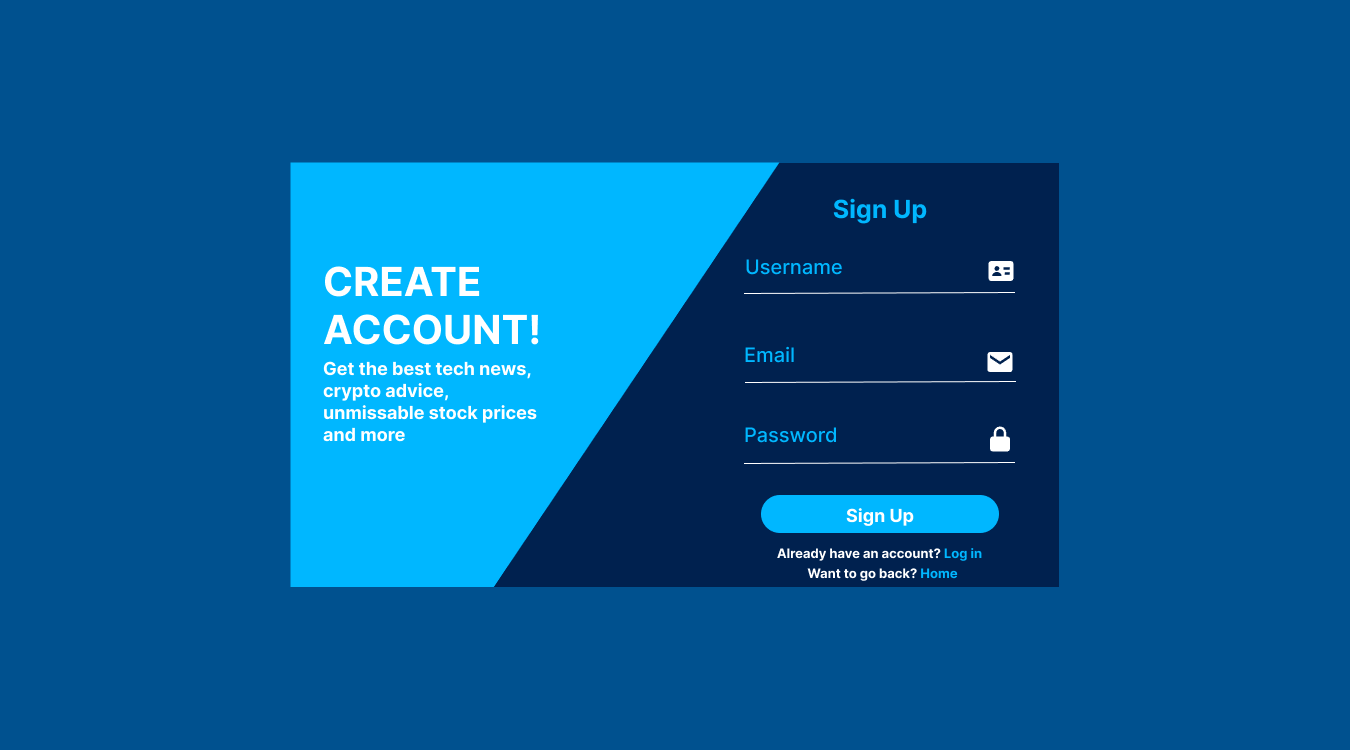 CREATE
ACCOUNT!
Get the best tech news,
crypto advice,
unmissable stock prices
and more
Sign Up
Username
Email
Password
Sign Up
Already have an account? Log in
Want to go back? Home